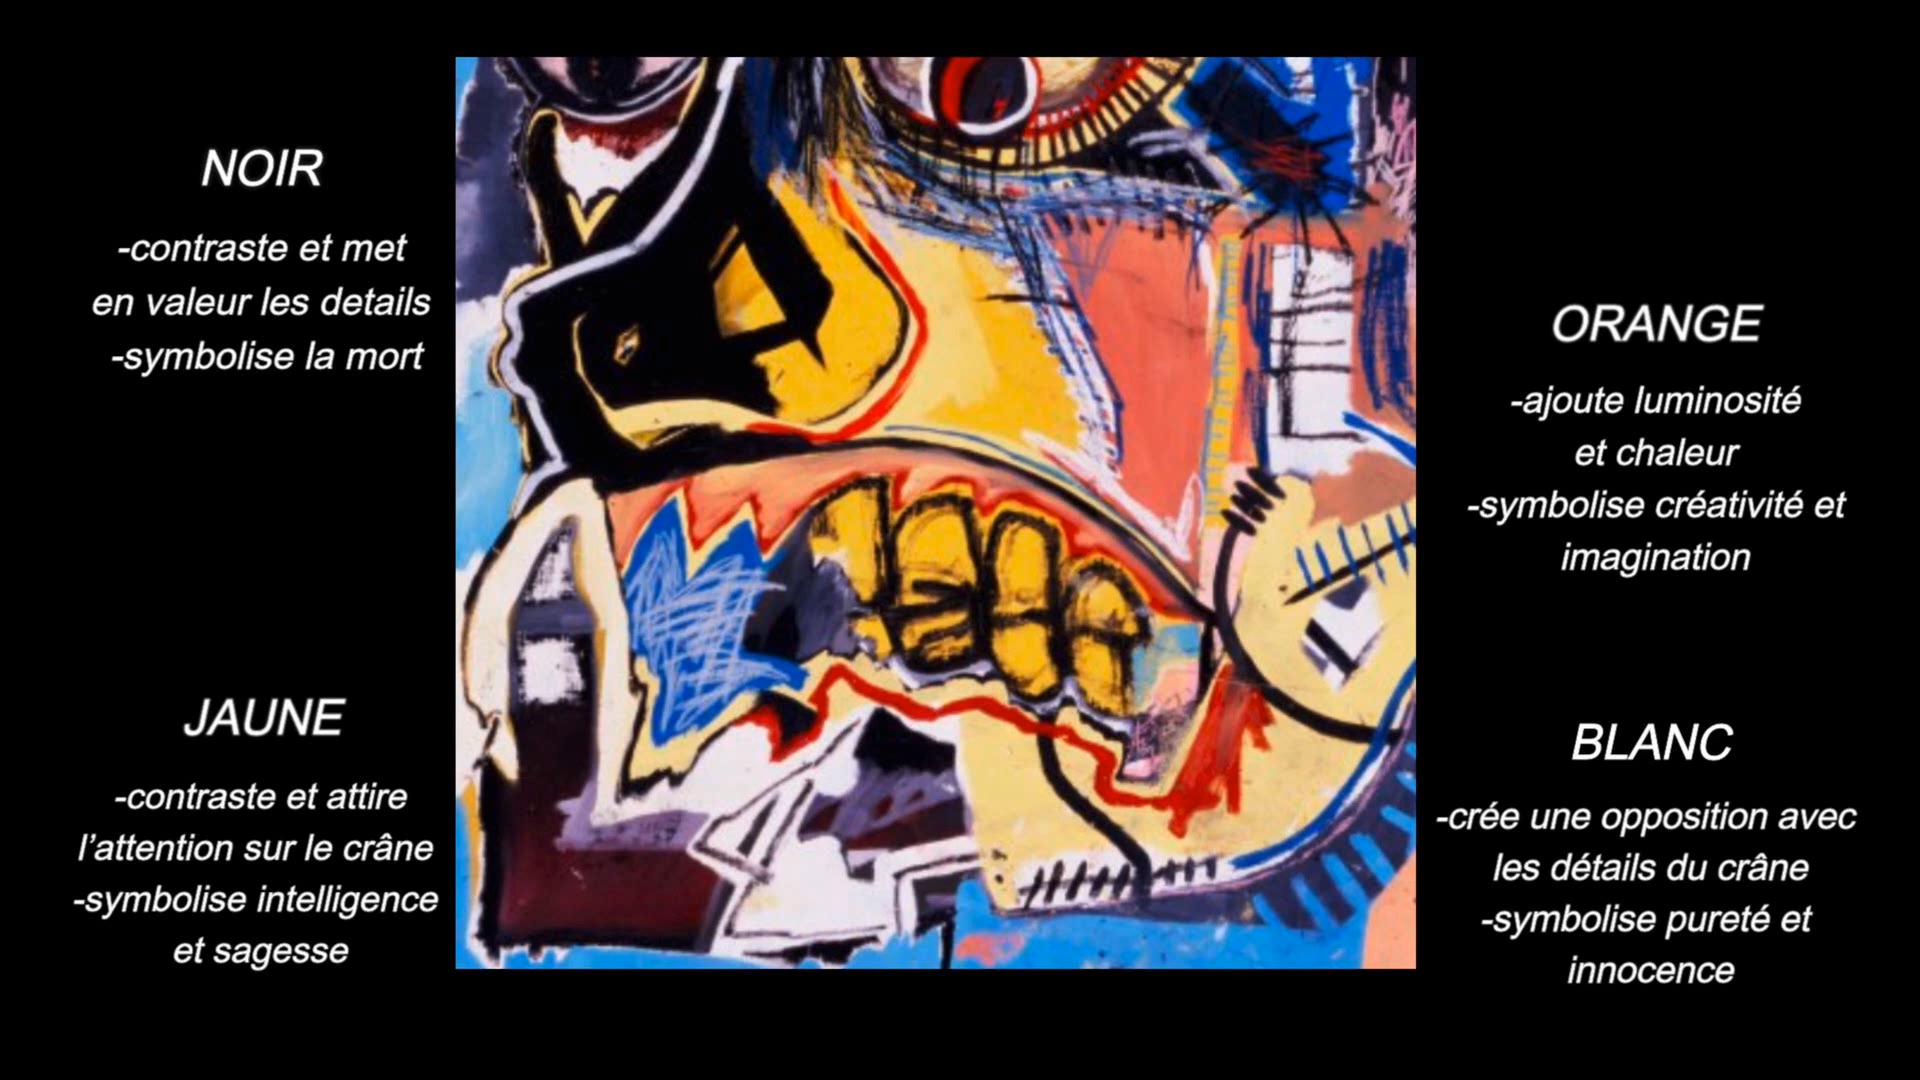 NOIR
-contraste et met
en valeur les details
-symbolise la mort
JAUNE
-contraste et attire
l'attention sur le crâne
-symbolise intelligence
et sagesse
ORANGE
-ajoute luminosité
et chaleur
-symbolise créativité et
imagination
BLANC
-crée une opposition avec
les détails du crâne
-symbolise pureté et
innocence